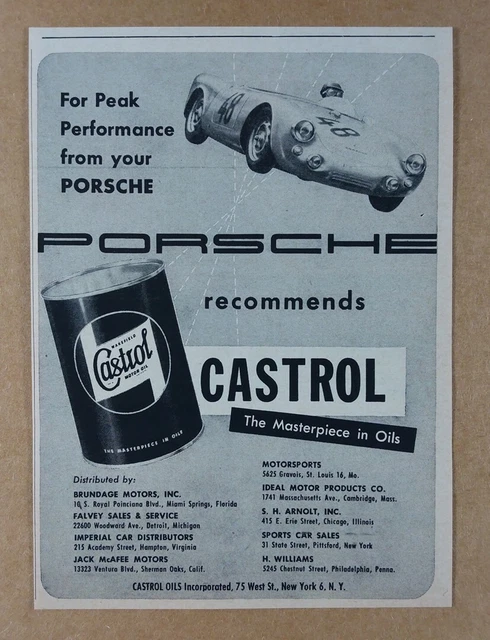 For Peak
Performance
from your
PORSCHE
48
48
PORSCHE
recommends
WAKEFIELD
Castrol
MOTOR OIL
THE MASTERPIECE IN OILS
CASTROL
The Masterpiece in Oils
Distributed by:
BRUNDAGE MOTORS, INC.
10 S. Royal Poinciana Blvd., Miami Springs, Florida
FALVEY SALES & SERVICE
22600 Woodward Ave., Detroit, Michigan
IMPERIAL CAR DISTRIBUTORS
215 Academy Street, Hampton, Virginia
JACK McAFEE MOTORS
13323 Ventura Blvd., Sherman Oaks, Calif.
MOTORSPORTS
5625 Gravois, St. Louis 16, Mo.
IDEAL MOTOR PRODUCTS CO.
1741 Massachusetts Ave., Cambridge, Mass.
S. H. ARNOLT, INC.
415 E. Erie Street, Chicago, Illinois
SPORTS CAR SALES
31 State Street, Pittsford, New York
H. WILLIAMS
5245 Chestnut Street, Philadelphia, Penna.
CASTROL OILS Incorporated, 75 West St., New York 6, N. Y.